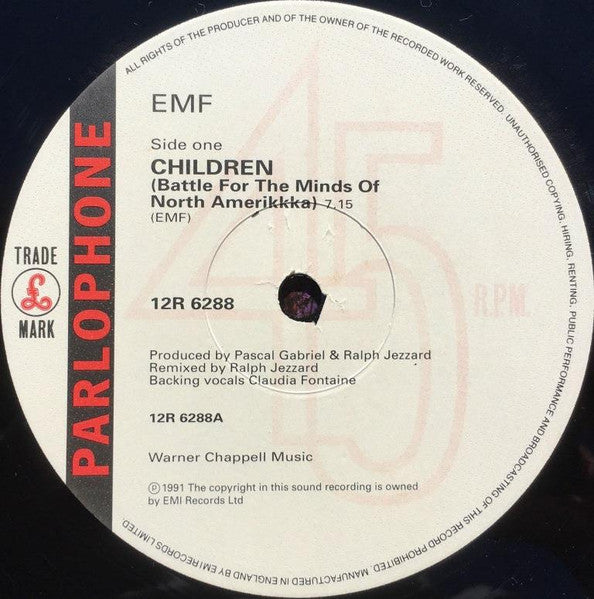 ALL RIGHTS OF THE PRODUCER AND OF THE OWNER OF THE RECORDED WORK RESERVED. UNAUTHORISED COPYING, HIRING, RENTING, PUBLIC PERFORMANCE AND BROADCASTING OF THIS RECORD PROHIBITED. MANUFACTURED IN ENGLAND BY EMI RECORDS LIMITED.
PARLOPHONE
TRADE
£
MARK
45
R.P.M.
EMF
Side one
CHILDREN
(Battle For The Minds Of
North Amerikkka) 7.15
(EMF)
12R 6288
Produced by Pascal Gabriel & Ralph Jezzard
Remixed by Ralph Jezzard
Backing vocals Claudia Fontaine
12R 6288A
Warner Chappell Music
℗ 1991 The copyright in this sound recording is owned
by EMI Records Ltd